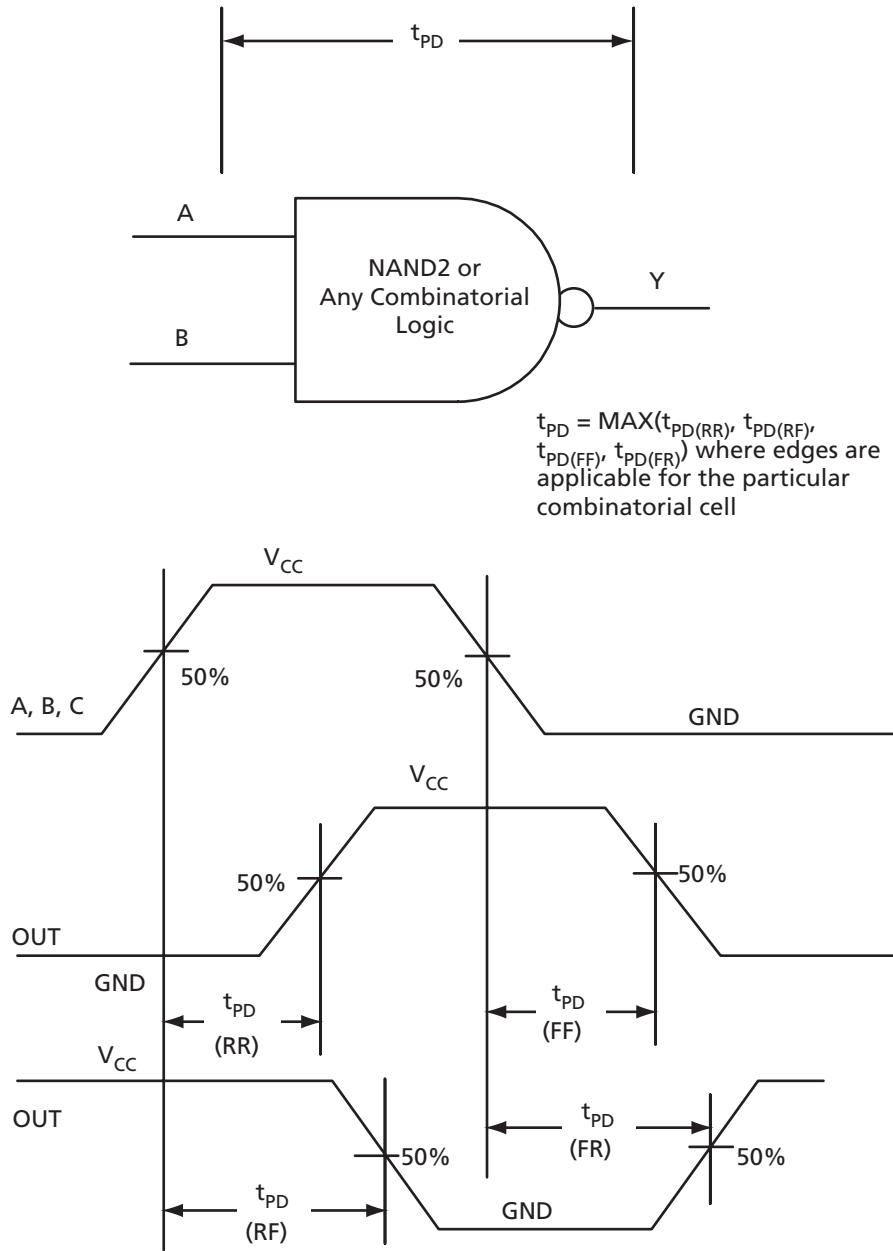 tPD
A
NAND2 or
Any Combinatorial
Logic
Y
B
tPD = MAX(tPD(RR), tPD(RF),
tPD(FF), tPD(FR)) where edges are
applicable for the particular
combinatorial cell
VCC
50%
50%
A, B, C
GND
VCC
50%
50%
OUT
GND
tPD
(RR)
tPD
(FF)
VCC
OUT
tPD
(FR)
50%
50%
tPD
(RF)
GND